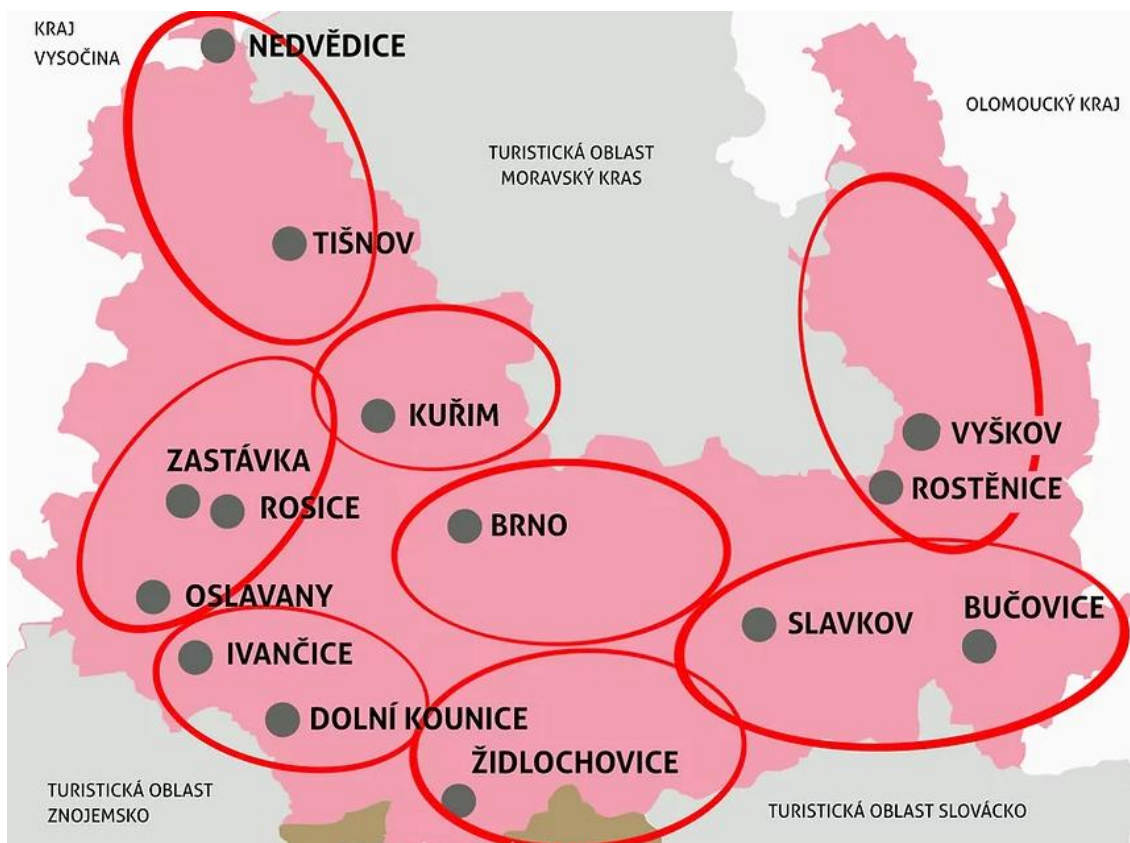 KRAJ
VYSOČINA
NEDVĚDICE
OLOMOUCKÝ KRAJ
TURISTICKÁ OBLAST
MORAVSKÝ KRAS
TIŠNOV
KUŘIM
VYŠKOV
ZASTÁVKA
ROSTĚNICE
ROSICE
BRNO
OSLAVANY
BUČOVICE
SLAVKOV
IVANČICE
DOLNÍ KOUNICE
ŽIDLOCHOVICE
TURISTICKÁ OBLAST
ZNOJEMSKO
TURISTICKÁ OBLAST SLOVÁCKO